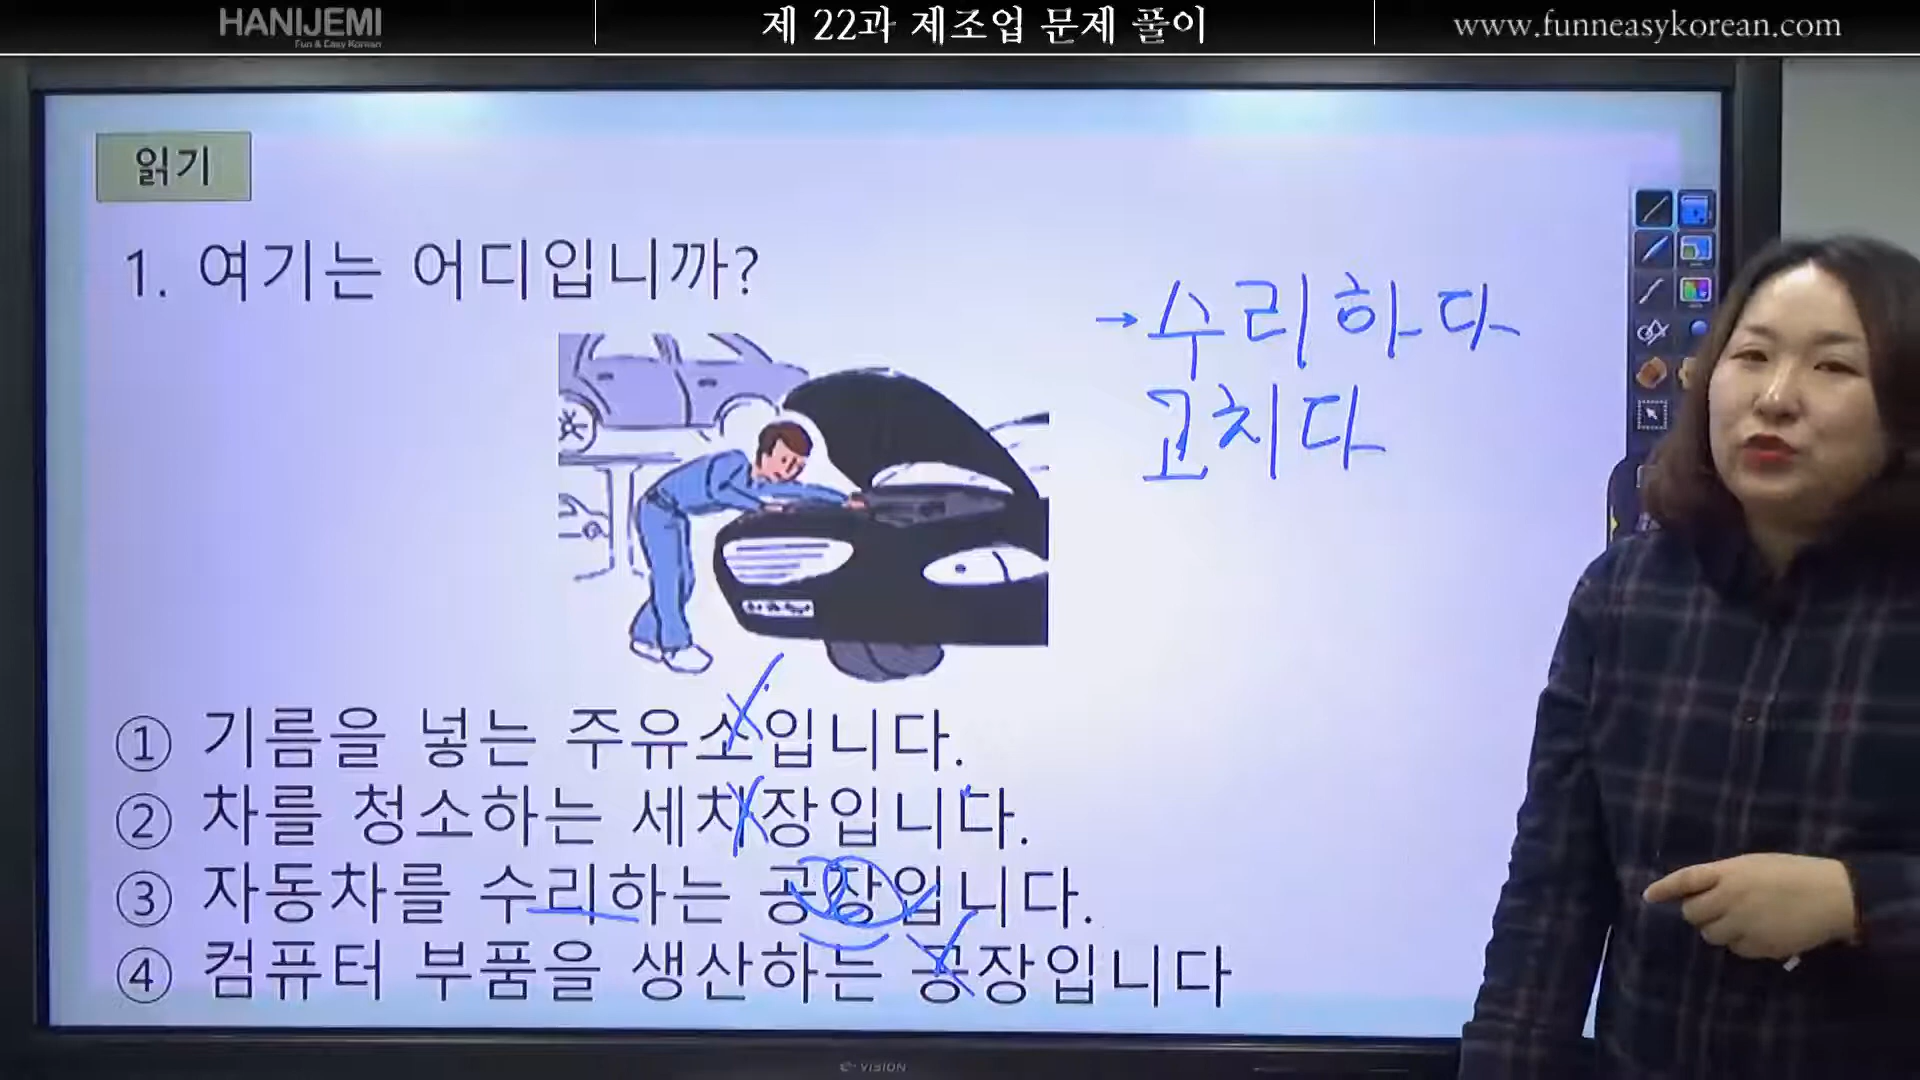 HANIJEMI
Fun & Easy Korean
제 22과 제조업 문제 풀이
www.funneasykorean.com
읽기
1. 여기는 어디입니까?
→수리하다
고치다
① 기름을 넣는 주유소입니다.
② 차를 청소하는 세차장입니다.
③ 자동차를 수리하는 공장입니다.
④ 컴퓨터 부품을 생산하는 공장입니다
VISION